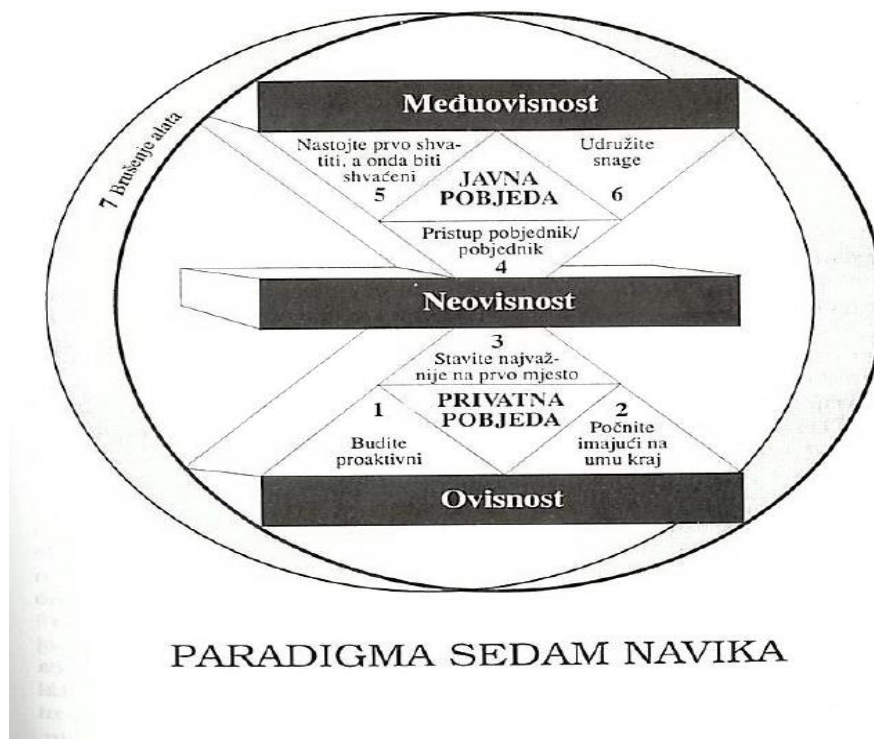 Međuovisnost
7 Brušenje alata
Nastojte prvo shva-
titi, a onda biti
shvaćeni
5
JAVNA
POBJEDA
Udružite
snage
6
Pristup pobjednik/
pobjednik
4
Neovisnost
3
Stavite najvaž-
nije na prvo mjesto
1
Budite
proaktivni
PRIVATNA
POBJEDA
2
Počnite
imajući na
umu kraj
Ovisnost
PARADIGMA SEDAM NAVIKA